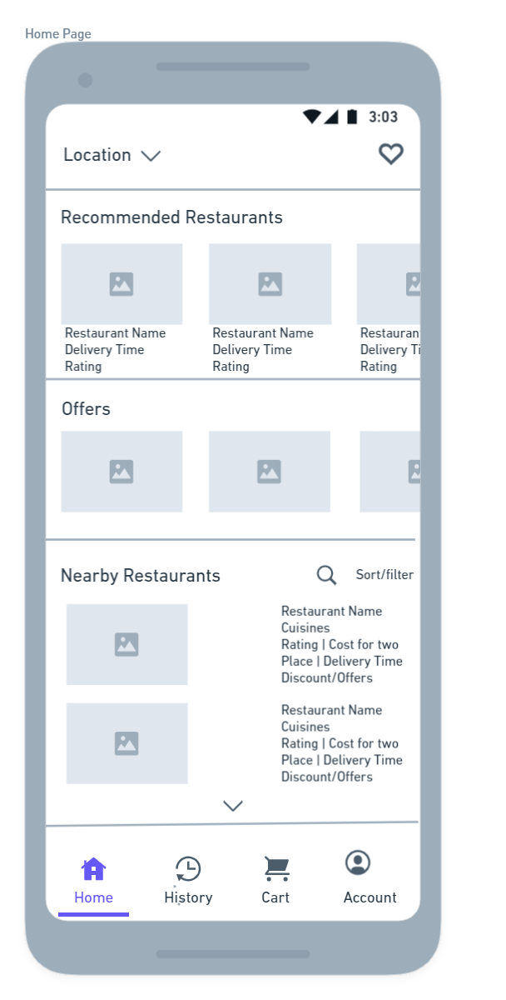 Home Page
3:03
Location
Recommended Restaurants
Restaurant Name
Delivery Time
Rating
Restaurant Name
Delivery Time
Rating
Restauran
Delivery Ti
Rating
Offers
Nearby Restaurants
Sort/filter
Restaurant Name
Cuisines
Rating | Cost for two
Place | Delivery Time
Discount/Offers
Restaurant Name
Cuisines
Rating | Cost for two
Place | Delivery Time
Discount/Offers
Home
History
Cart
Account